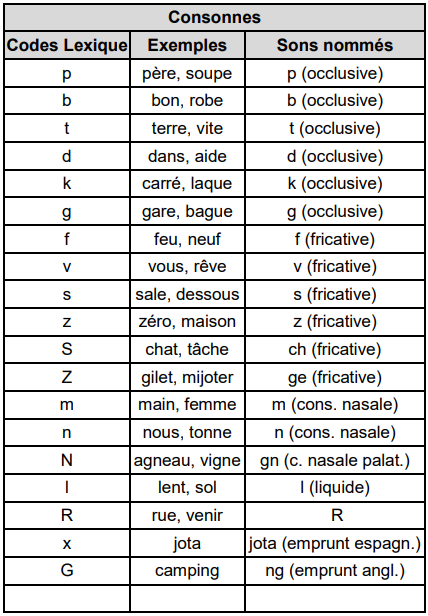 Consonnes
Codes Lexique Exemples Sons nommés
p père, soupe p (occlusive)
b bon, robe b (occlusive)
t terre, vite t (occlusive)
d dans, aide d (occlusive)
k carré, laque k (occlusive)
g gare, bague g (occlusive)
f feu, neuf f (fricative)
v vous, rêve v (fricative)
s sale, dessous s (fricative)
z zéro, maison z (fricative)
S chat, tâche ch (fricative)
Z gilet, mijoter ge (fricative)
m main, femme m (cons. nasale)
n nous, tonne n (cons. nasale)
N agneau, vigne gn (c. nasale palat.)
l lent, sol l (liquide)
R rue, venir R
x jota jota (emprunt espagn.)
G camping ng (emprunt angl.)